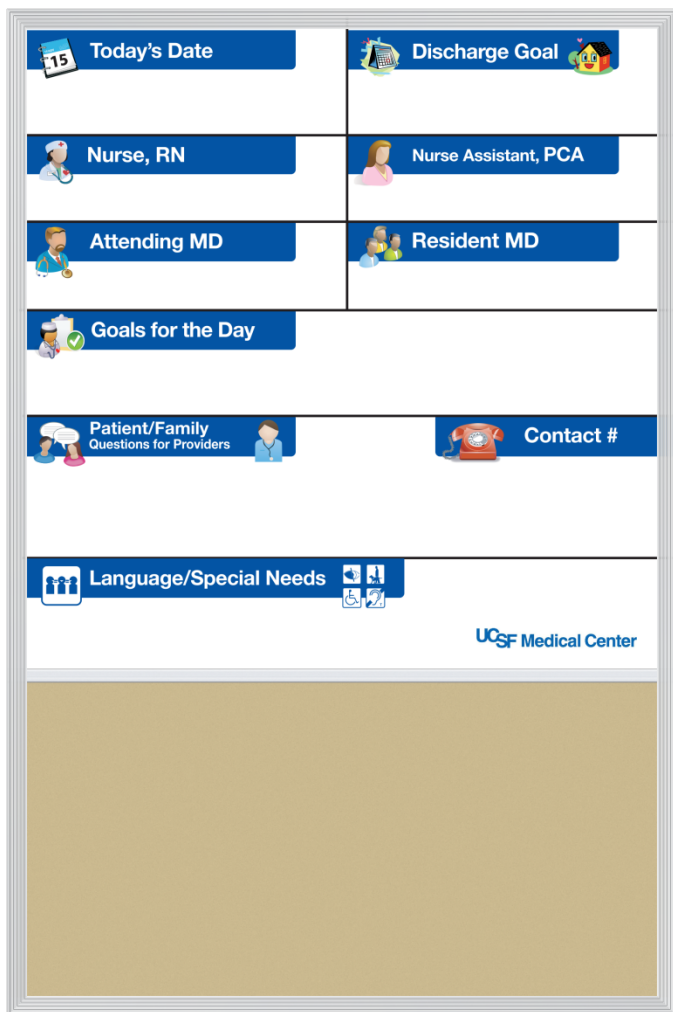 15
Today's Date
Discharge Goal
Nurse, RN
Nurse Assistant, PCA
Attending MD
Resident MD
Goals for the Day
Patient/Family
Questions for Providers
Contact #
Language/Special Needs
UCSF Medical Center